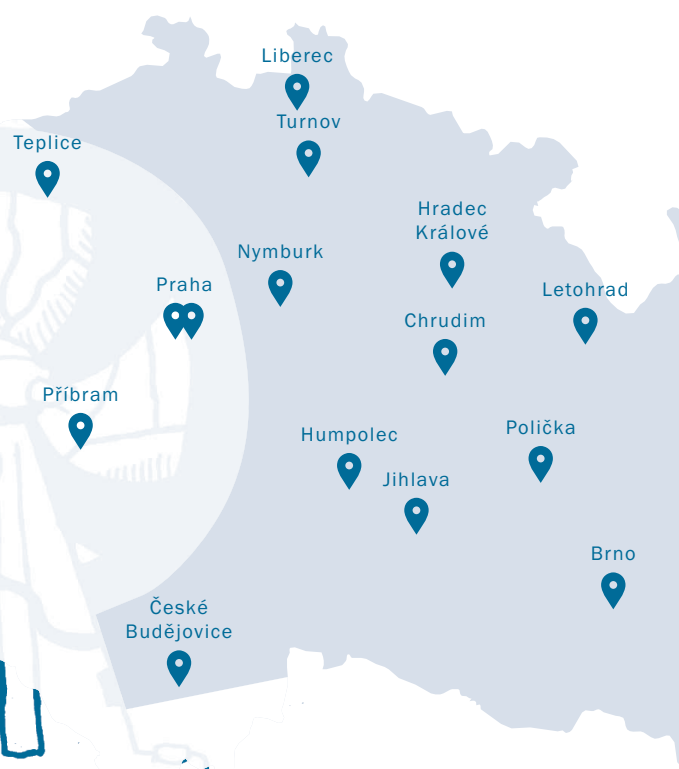 Liberec
Turnov
Teplice
Hradec
Králové
Nymburk
Praha
Letohrad
Chrudim
Příbram
Humpolec
Polička
Jihlava
Brno
České
Budějovice